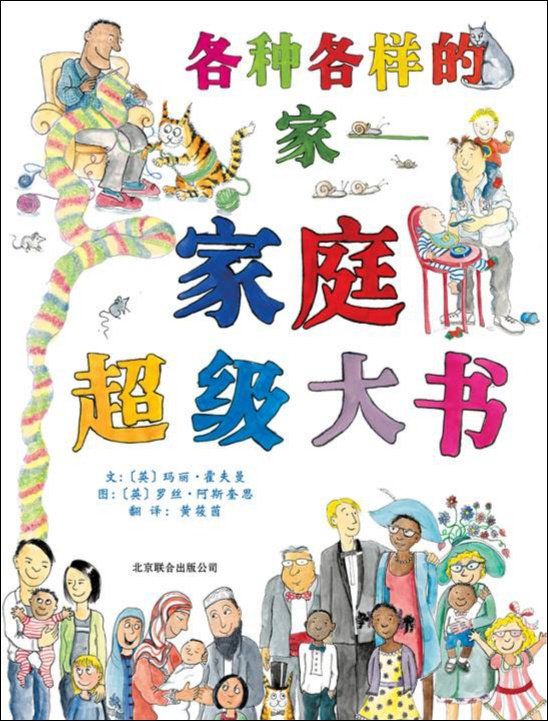 各种各样的
家——
家庭
超级大书
文：〔英〕玛丽·霍夫曼
图：〔英〕罗丝·阿斯奎思
翻译：黄筱茵
北京联合出版公司